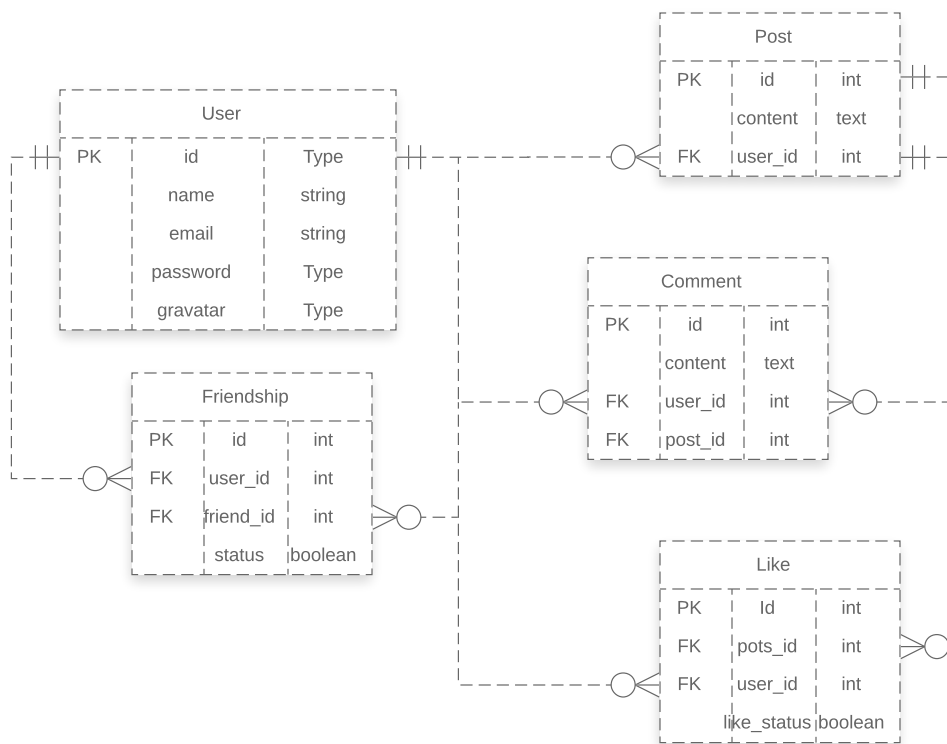 User
PK id Type
name string
email string
password Type
gravatar Type
Friendship
PK id int
FK user_id int
FK friend_id int
status boolean
Post
PK id int
content text
FK user_id int
Comment
PK id int
content text
FK user_id int
FK post_id int
Like
PK Id int
FK pots_id int
FK user_id int
like_status boolean